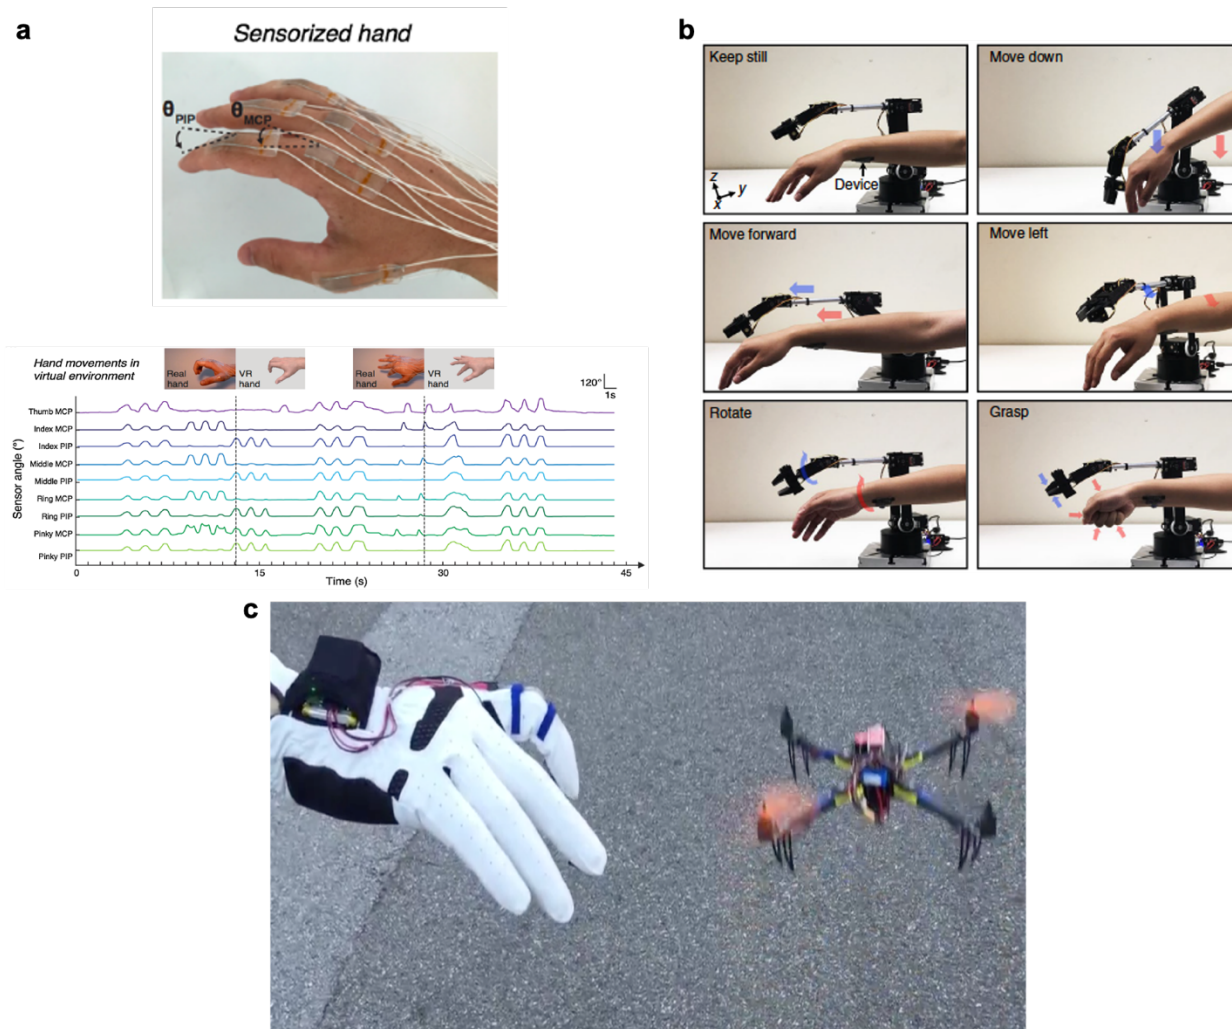 a
Sensorized hand
θPIP
θMCP
Hand movements in
virtual environment
Real
hand
VR
hand
Real
hand
VR
hand
120°
1s
Sensor angle (°)
Thumb MCP
Index MCP
Index PIP
Middle MCP
Middle PIP
Ring MCP
Ring PIP
Pinky MCP
Pinky PIP
0
15
30
45
Time (s)
b
Keep still
z
y
x
Device
Move down
Move forward
Move left
Rotate
Grasp
c